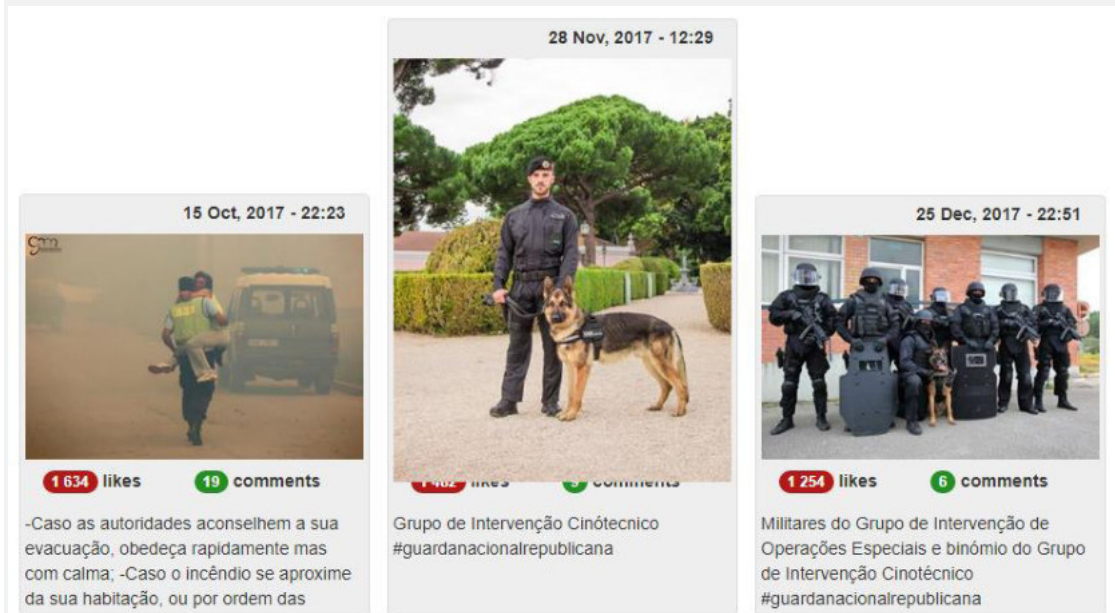 15 Oct, 2017 - 22:23
1 634 likes 19 comments
-Caso as autoridades aconselhem a sua
evacuação, obedeça rapidamente mas
com calma; -Caso o incêndio se aproxime
da sua habitação, ou por ordem das
28 Nov, 2017 - 12:29
likes comments
Grupo de Intervenção Cinótecnico
#guardanacionalrepublicana
25 Dec, 2017 - 22:51
1 254 likes 6 comments
Militares do Grupo de Intervenção de
Operações Especiais e binómio do Grupo
de Intervenção Cinotécnico
#guardanacionalrepublicana